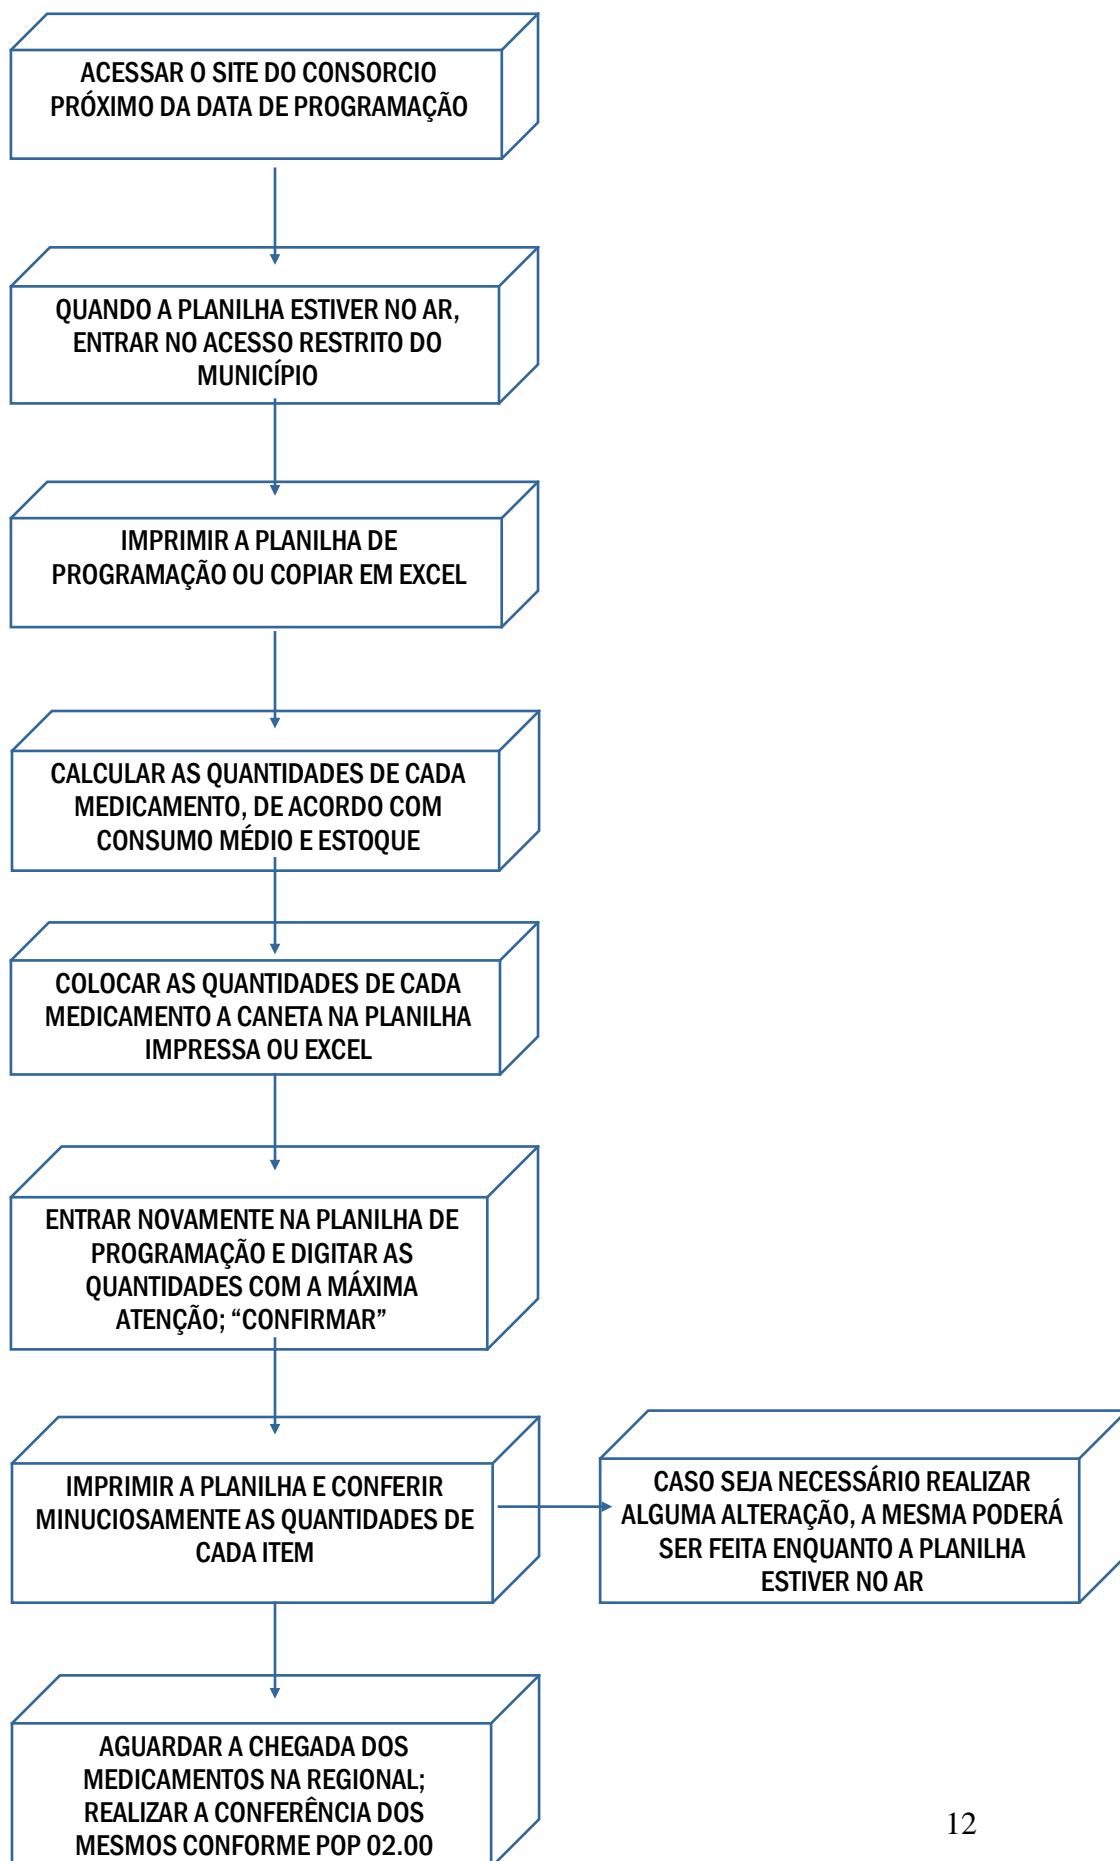 ACESSAR O SITE DO CONSORCIO
PRÓXIMO DA DATA DE PROGRAMAÇÃO
QUANDO A PLANILHA ESTIVER NO AR,
ENTRAR NO ACESSO RESTRITO DO
MUNICÍPIO
IMPRIMIR A PLANILHA DE
PROGRAMAÇÃO OU COPIAR EM EXCEL
CALCULAR AS QUANTIDADES DE CADA
MEDICAMENTO, DE ACORDO COM
CONSUMO MÉDIO E ESTOQUE
COLOCAR AS QUANTIDADES DE CADA
MEDICAMENTO A CANETA NA PLANILHA
IMPRESSA OU EXCEL
ENTRAR NOVAMENTE NA PLANILHA DE
PROGRAMAÇÃO E DIGITAR AS
QUANTIDADES COM A MÁXIMA
ATENÇÃO; “CONFIRMAR”
IMPRIMIR A PLANILHA E CONFERIR
MINUCIOSAMENTE AS QUANTIDADES DE
CADA ITEM
CASO SEJA NECESSÁRIO REALIZAR
ALGUMA ALTERAÇÃO, A MESMA PODERÁ
SER FEITA ENQUANTO A PLANILHA
ESTIVER NO AR
AGUARDAR A CHEGADA DOS
MEDICAMENTOS NA REGIONAL;
REALIZAR A CONFERÊNCIA DOS
MESMOS CONFORME POP 02.00
12